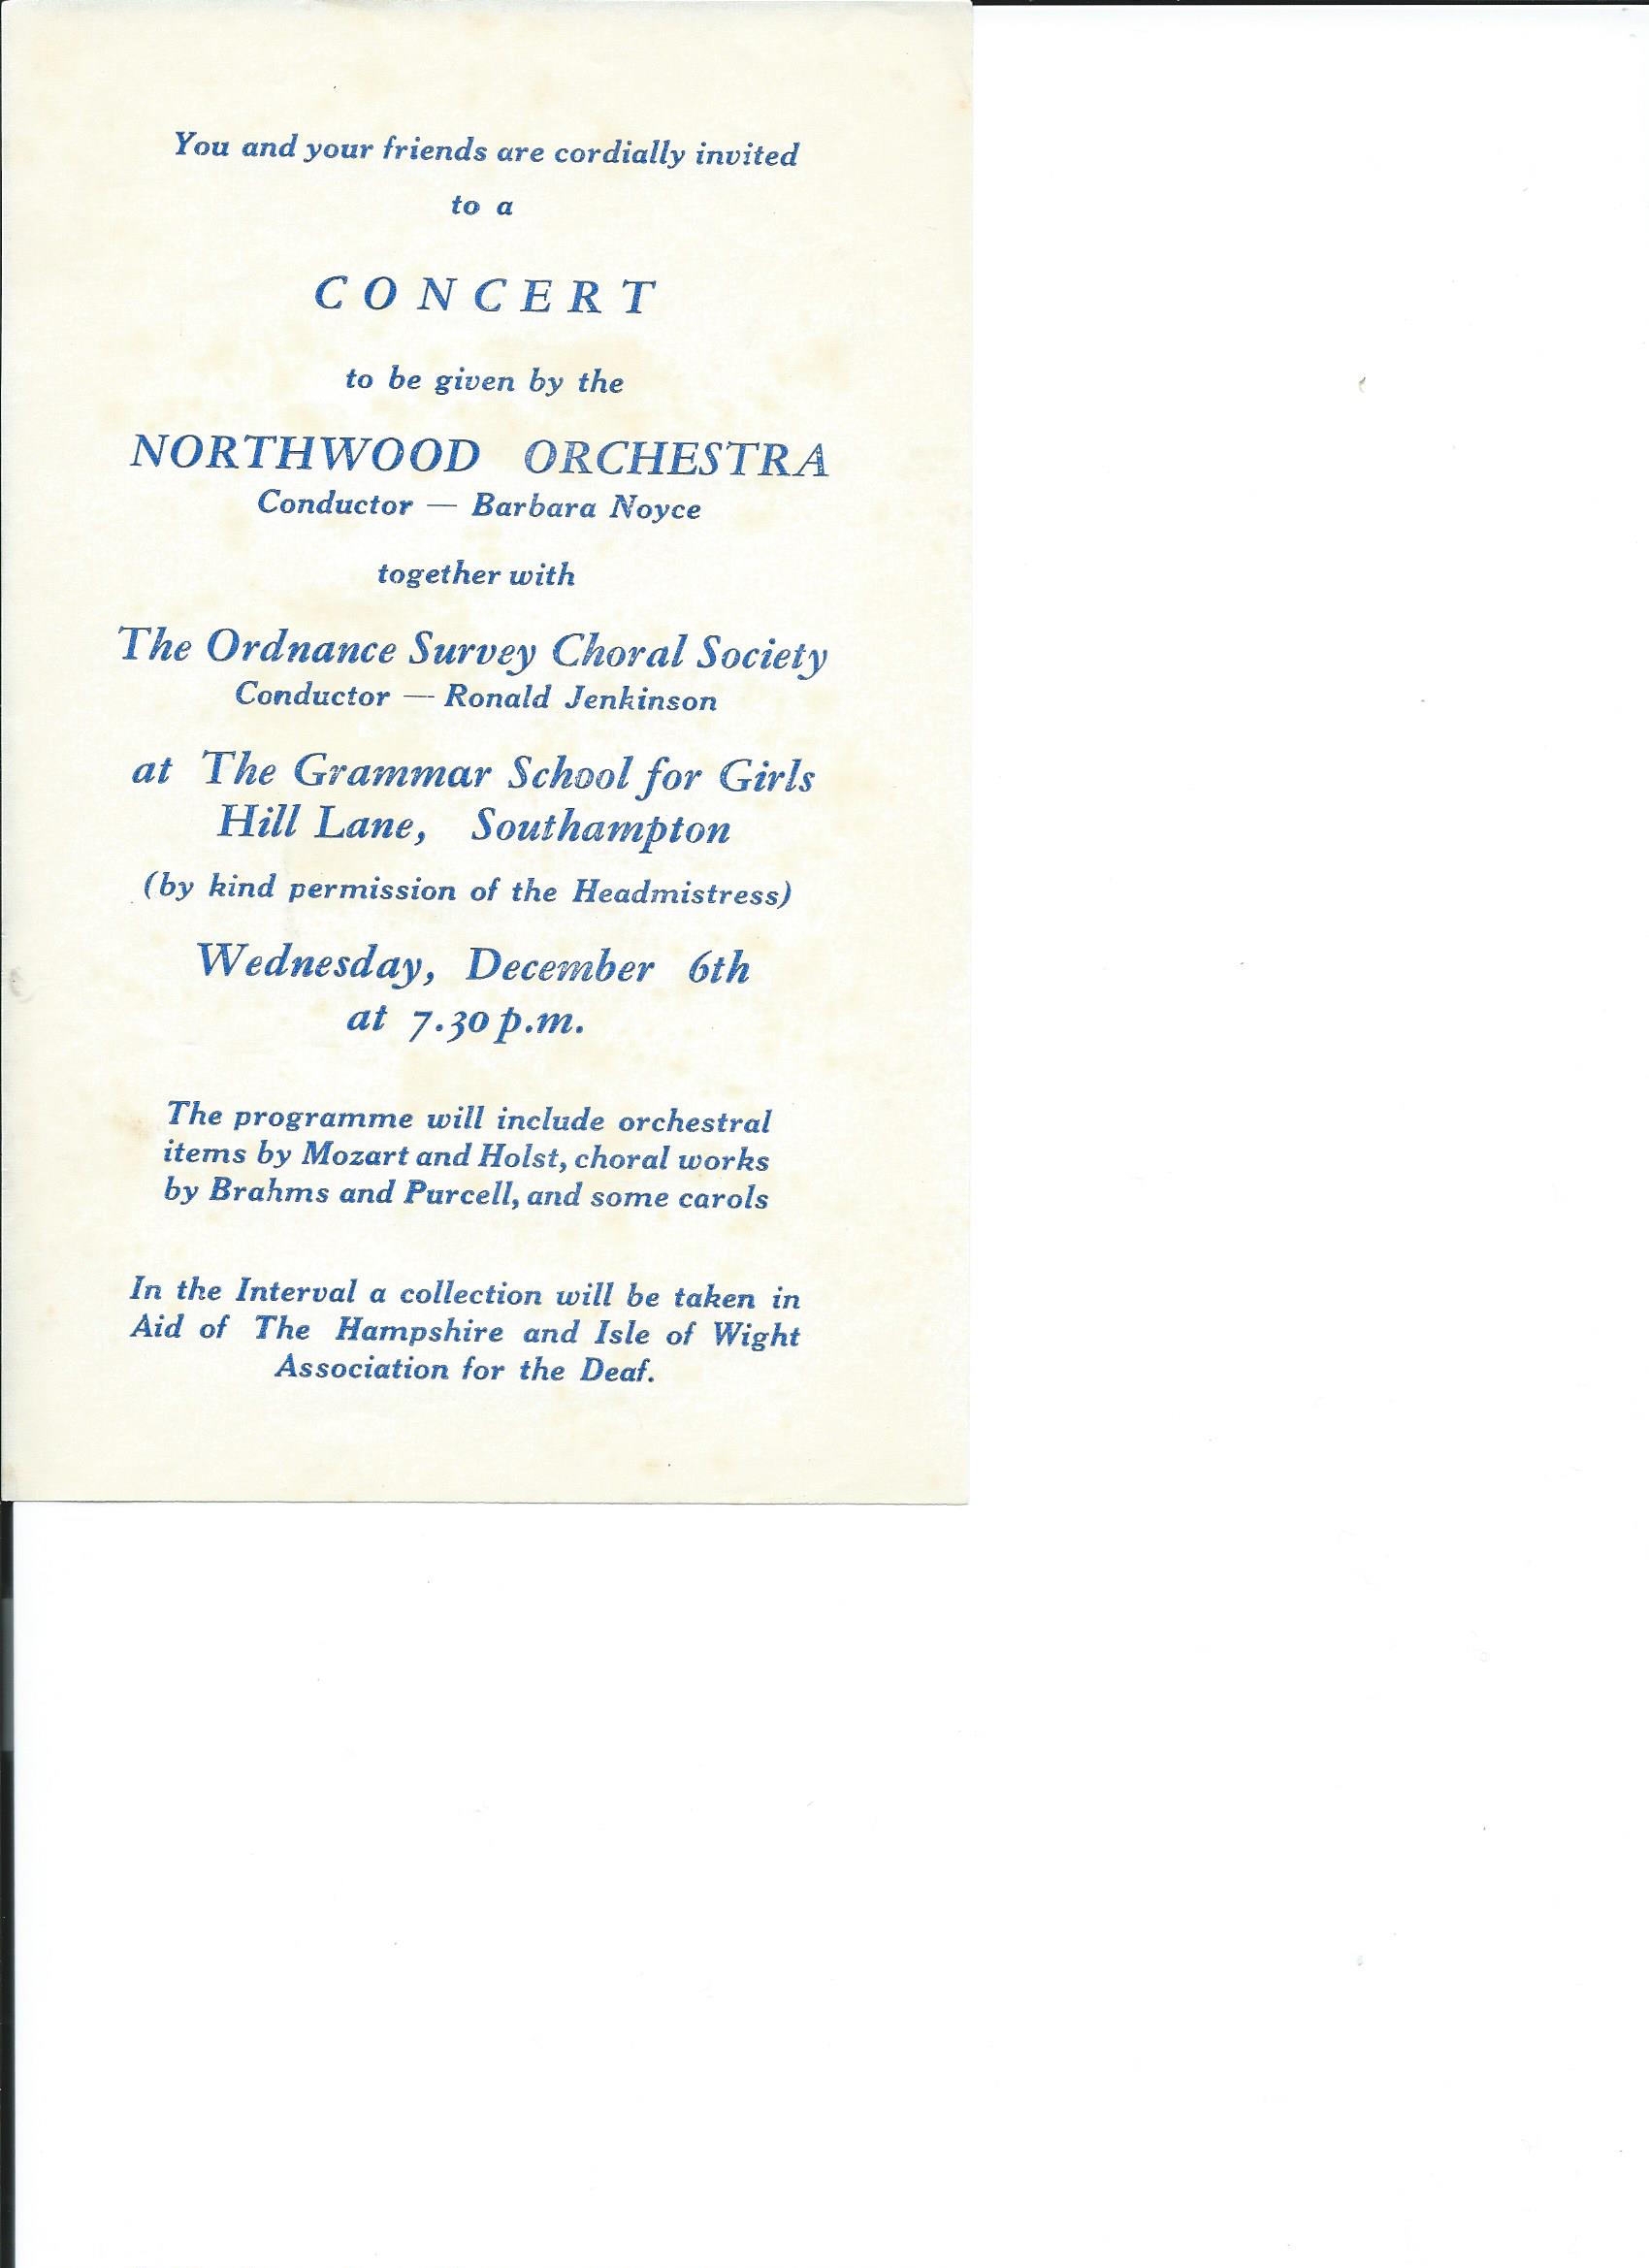 You and your friends are cordially invited
to a
CONCERT
to be given by the
NORTHWOOD ORCHESTRA
Conductor — Barbara Noyce
together with
The Ordnance Survey Choral Society
Conductor — Ronald Jenkinson
at The Grammar School for Girls
Hill Lane, Southampton
(by kind permission of the Headmistress)
Wednesday, December 6th
at 7.30 p.m.
The programme will include orchestral
items by Mozart and Holst, choral works
by Brahms and Purcell, and some carols
In the Interval a collection will be taken in
Aid of The Hampshire and Isle of Wight
Association for the Deaf.